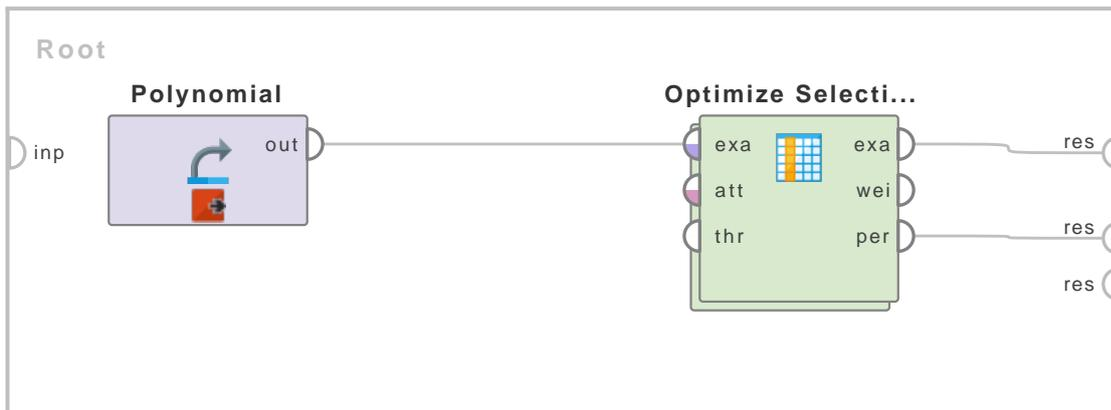 Root
Polynomial
Optimize Selecti...
inp
out
exa
exa
res
att
wei
thr
per
res
res